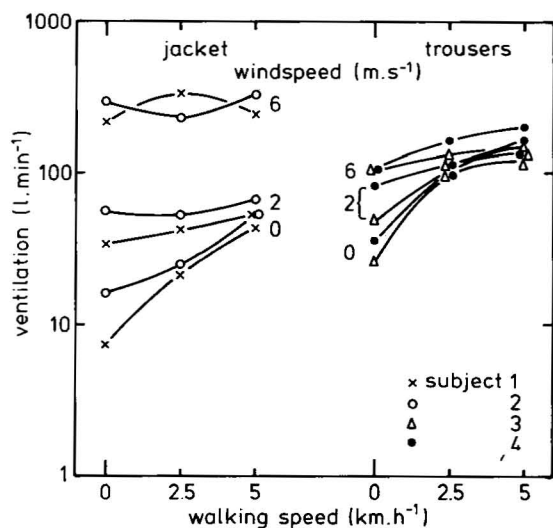 1000
jacket trousers
windspeed (m.s⁻¹)
6
100
6
2
2
0
0
ventilation (l.min⁻¹)
10
× subject 1
○ 2
△ 3
● , 4
1
0 2.5 5 0 2.5 5
walking speed (km.h⁻¹)